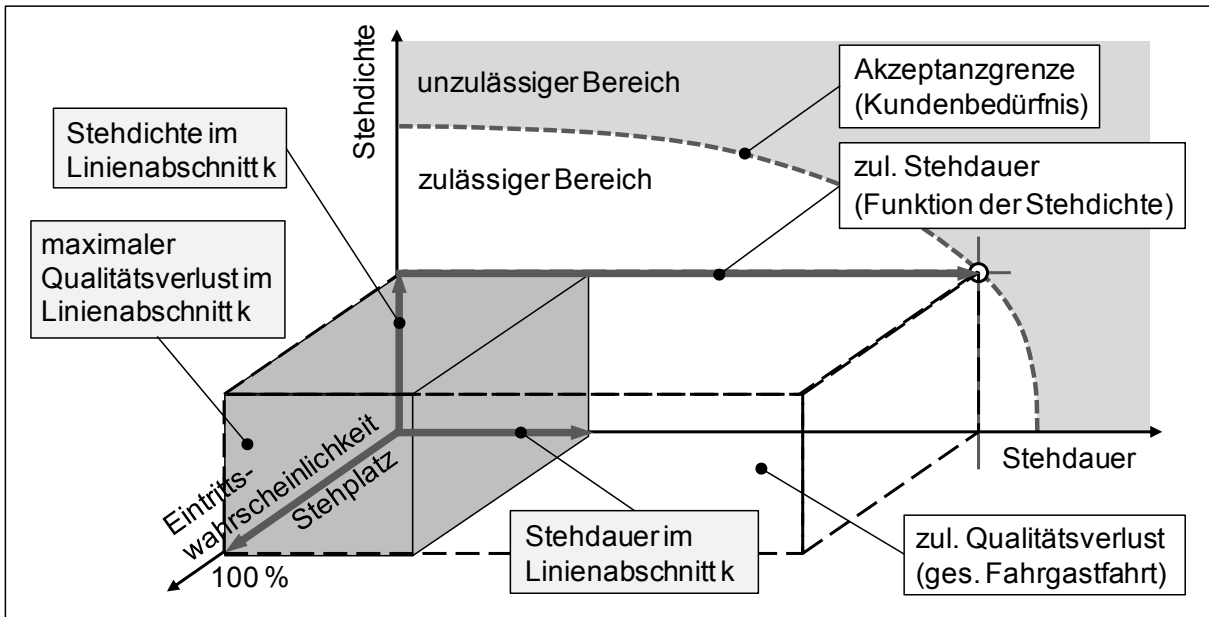 Stehdichte
unzulässiger Bereich
Akzeptanzgrenze
(Kundenbedürfnis)
Stehdichte im
Linienabschnitt k
zulässiger Bereich
zul. Stehdauer
(Funktion der Stehdichte)
maximaler
Qualitätsverlust im
Linienabschnitt k
Stehdauer
Eintritts-
wahrscheinlichkeit
Stehplatz
100 %
Stehdauer im
Linienabschnitt k
zul. Qualitätsverlust
(ges. Fahrgastfahrt)